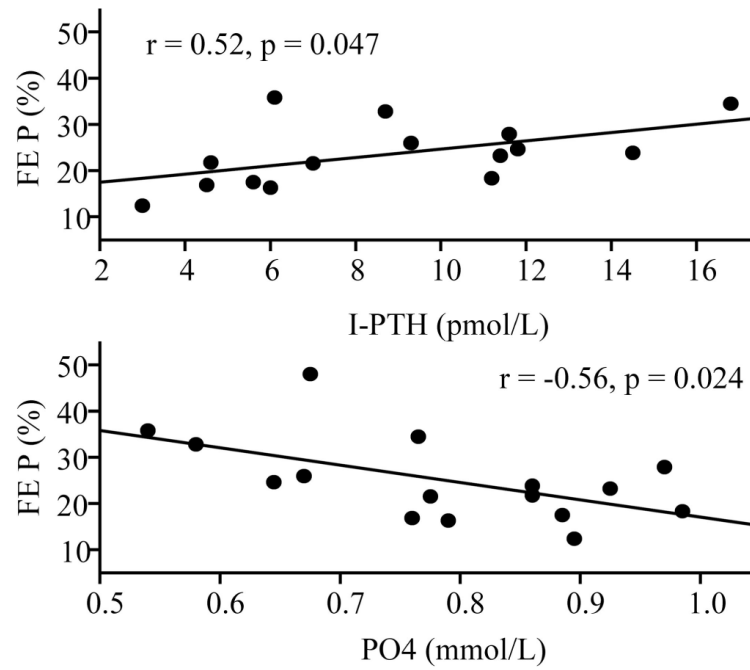 50
r = 0.52, p = 0.047
40
30
20
10
FE P (%)
2 4 6 8 10 12 14 16
I-PTH (pmol/L)
50
r = -0.56, p = 0.024
40
30
20
10
FE P (%)
0.5 0.6 0.7 0.8 0.9 1.0
PO4 (mmol/L)